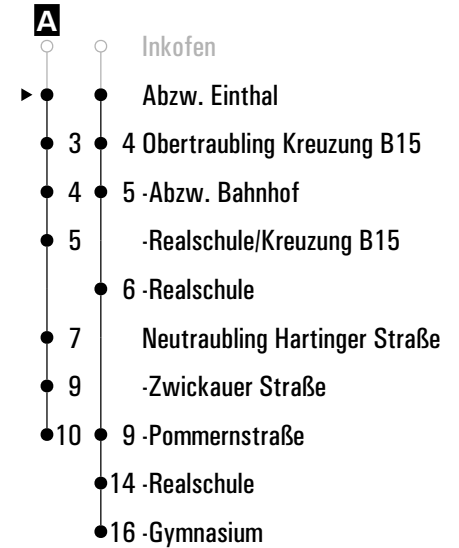 A
Inkofen
Abzw. Einthal
3 4 Obertraubling Kreuzung B15
4 5 -Abzw. Bahnhof
5 -Realschule/Kreuzung B15
6 -Realschule
7 Neutraubling Hartinger Straße
9 -Zwickauer Straße
10 9 -Pommernstraße
14 -Realschule
16 -Gymnasium